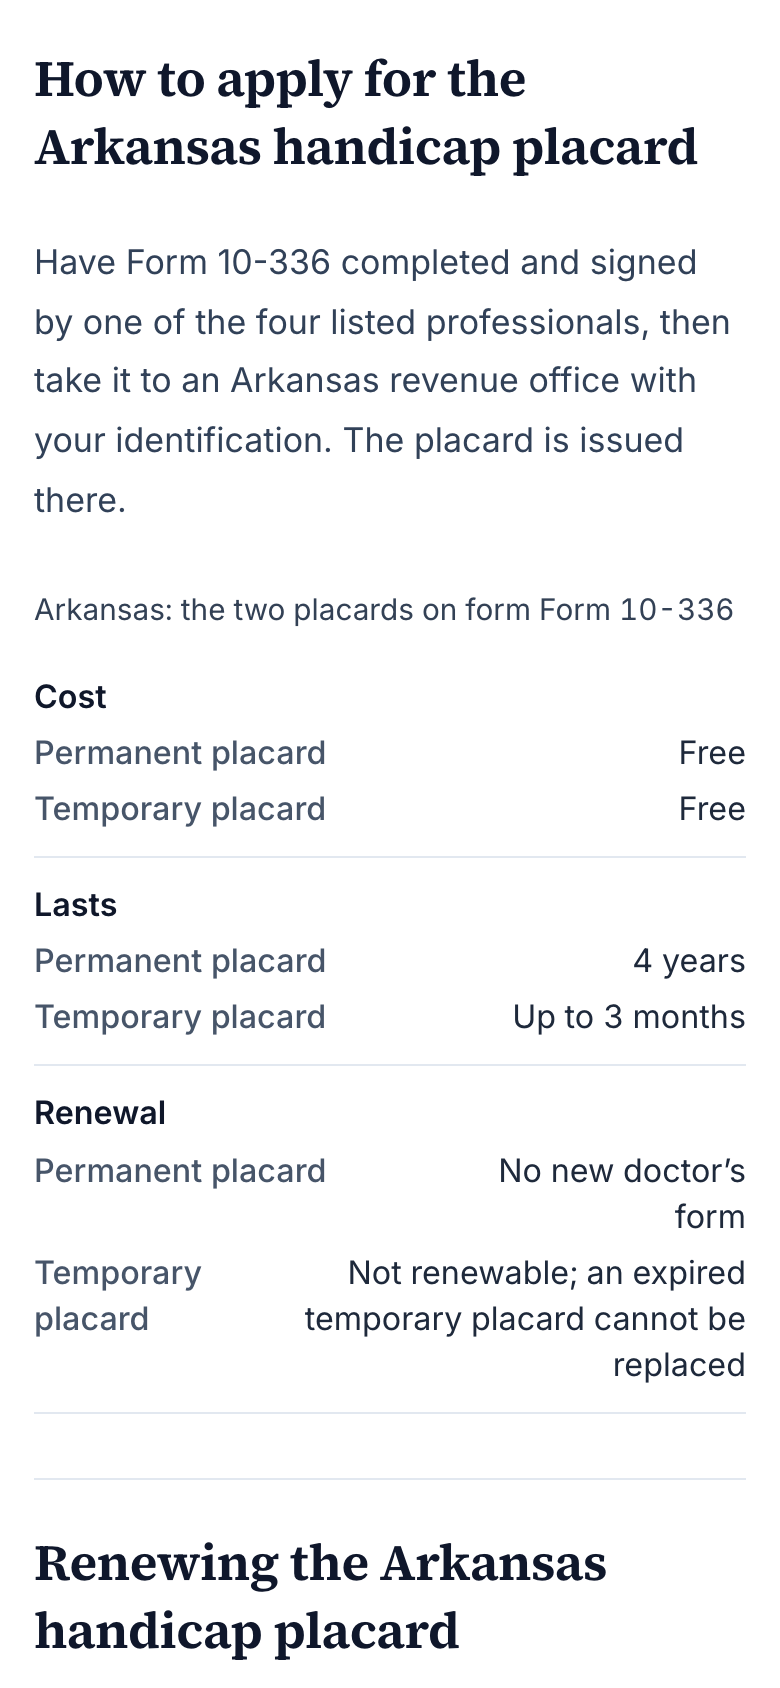 How to apply for the
Arkansas handicap placard
Have Form 10-336 completed and signed
by one of the four listed professionals, then
take it to an Arkansas revenue office with
your identification. The placard is issued
there.
Arkansas: the two placards on form Form 10-336
Cost
Permanent placard Free
Temporary placard Free
Lasts
Permanent placard 4 years
Temporary placard Up to 3 months
Renewal
Permanent placard No new doctor’s
form
Temporary Not renewable; an expired
placard temporary placard cannot be
replaced
Renewing the Arkansas
handicap placard